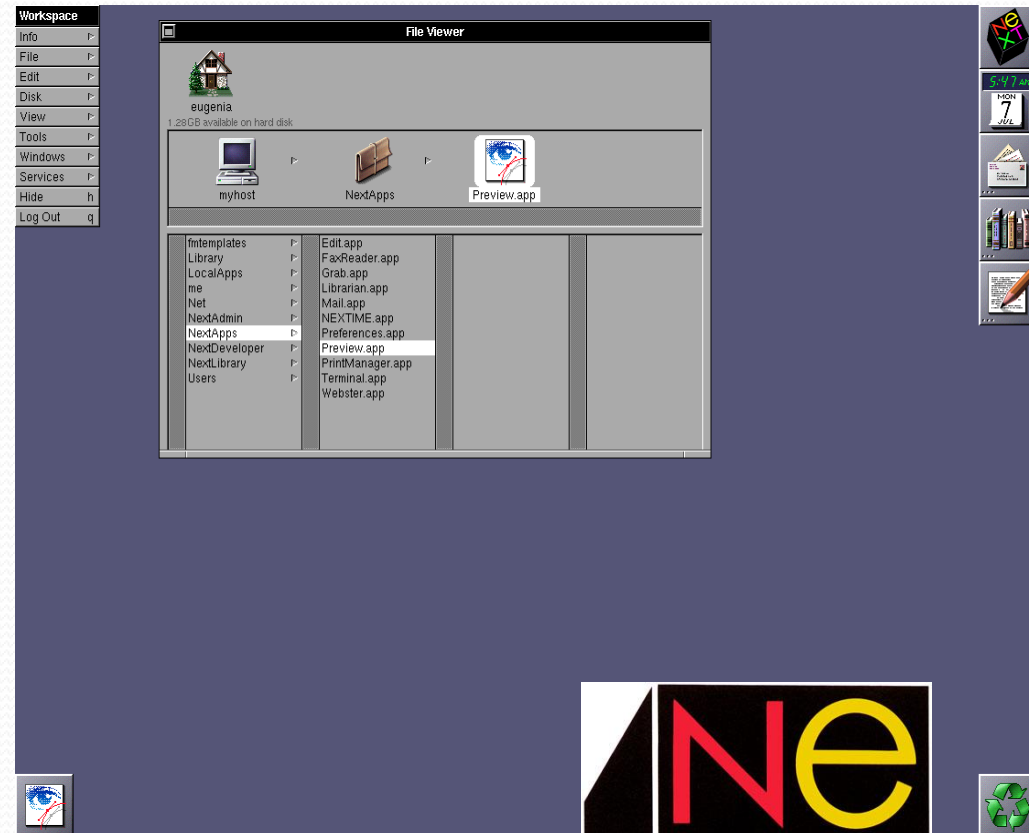 Workspace
Info
File
Edit
Disk
View
Tools
Windows
Services
Hide h
Log Out q
File Viewer
eugenia
1.28GB available on hard disk
myhost
NextApps
Preview.app
fmtemplates
Library
LocalApps
me
Net
NextAdmin
NextApps
NextDeveloper
NextLibrary
Users
Edit.app
FaxReader.app
Grab.app
Librarian.app
Mail.app
NEXTIME.app
Preferences.app
Preview.app
PrintManager.app
Terminal.app
Webster.app
NeXT
5:47 AM
MON
7
JUL
Ne